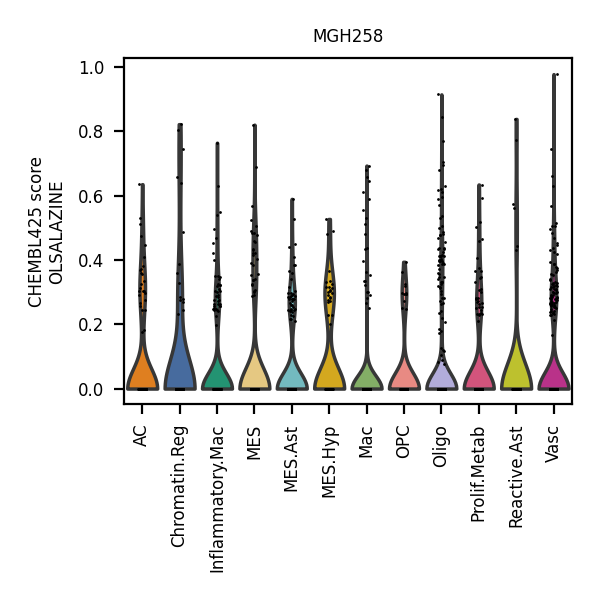 MGH258
CHEMBL425 score
OLSALAZINE
1.0
0.8
0.6
0.4
0.2
0.0
AC
Chromatin.Reg
Inflammatory.Mac
MES
MES.Ast
MES.Hyp
Mac
OPC
Oligo
Prolif.Metab
Reactive.Ast
Vasc